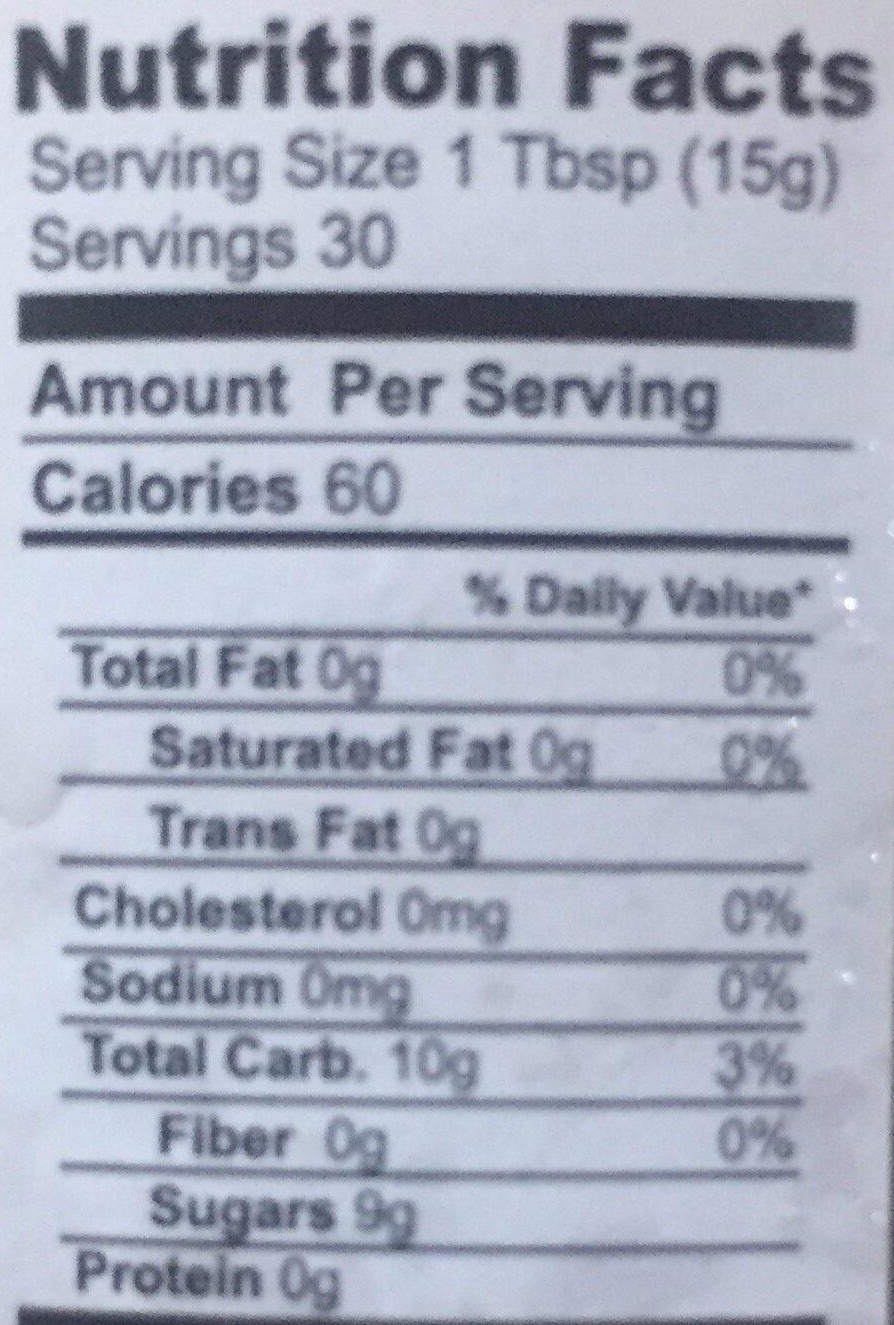 Nutrition Facts
Serving Size 1 Tbsp (15g)
Servings 30
Amount Per Serving
Calories 60
% Daily Value*
Total Fat 0g 0%
Saturated Fat 0g 0%
Trans Fat 0g
Cholesterol 0mg 0%
Sodium 0mg 0%
Total Carb. 10g 3%
Fiber 0g 0%
Sugars 9g
Protein 0g